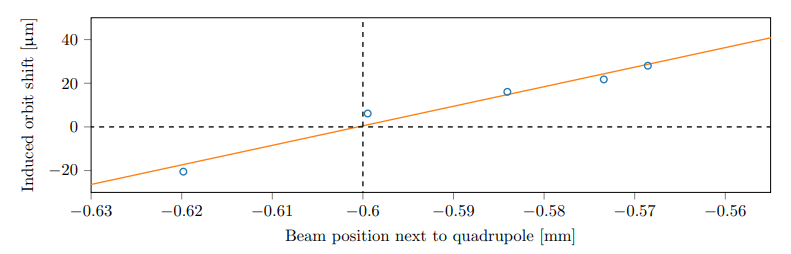 Induced orbit shift [µm]
40
20
0
−20
−0.63 −0.62 −0.61 −0.6 −0.59 −0.58 −0.57 −0.56
Beam position next to quadrupole [mm]